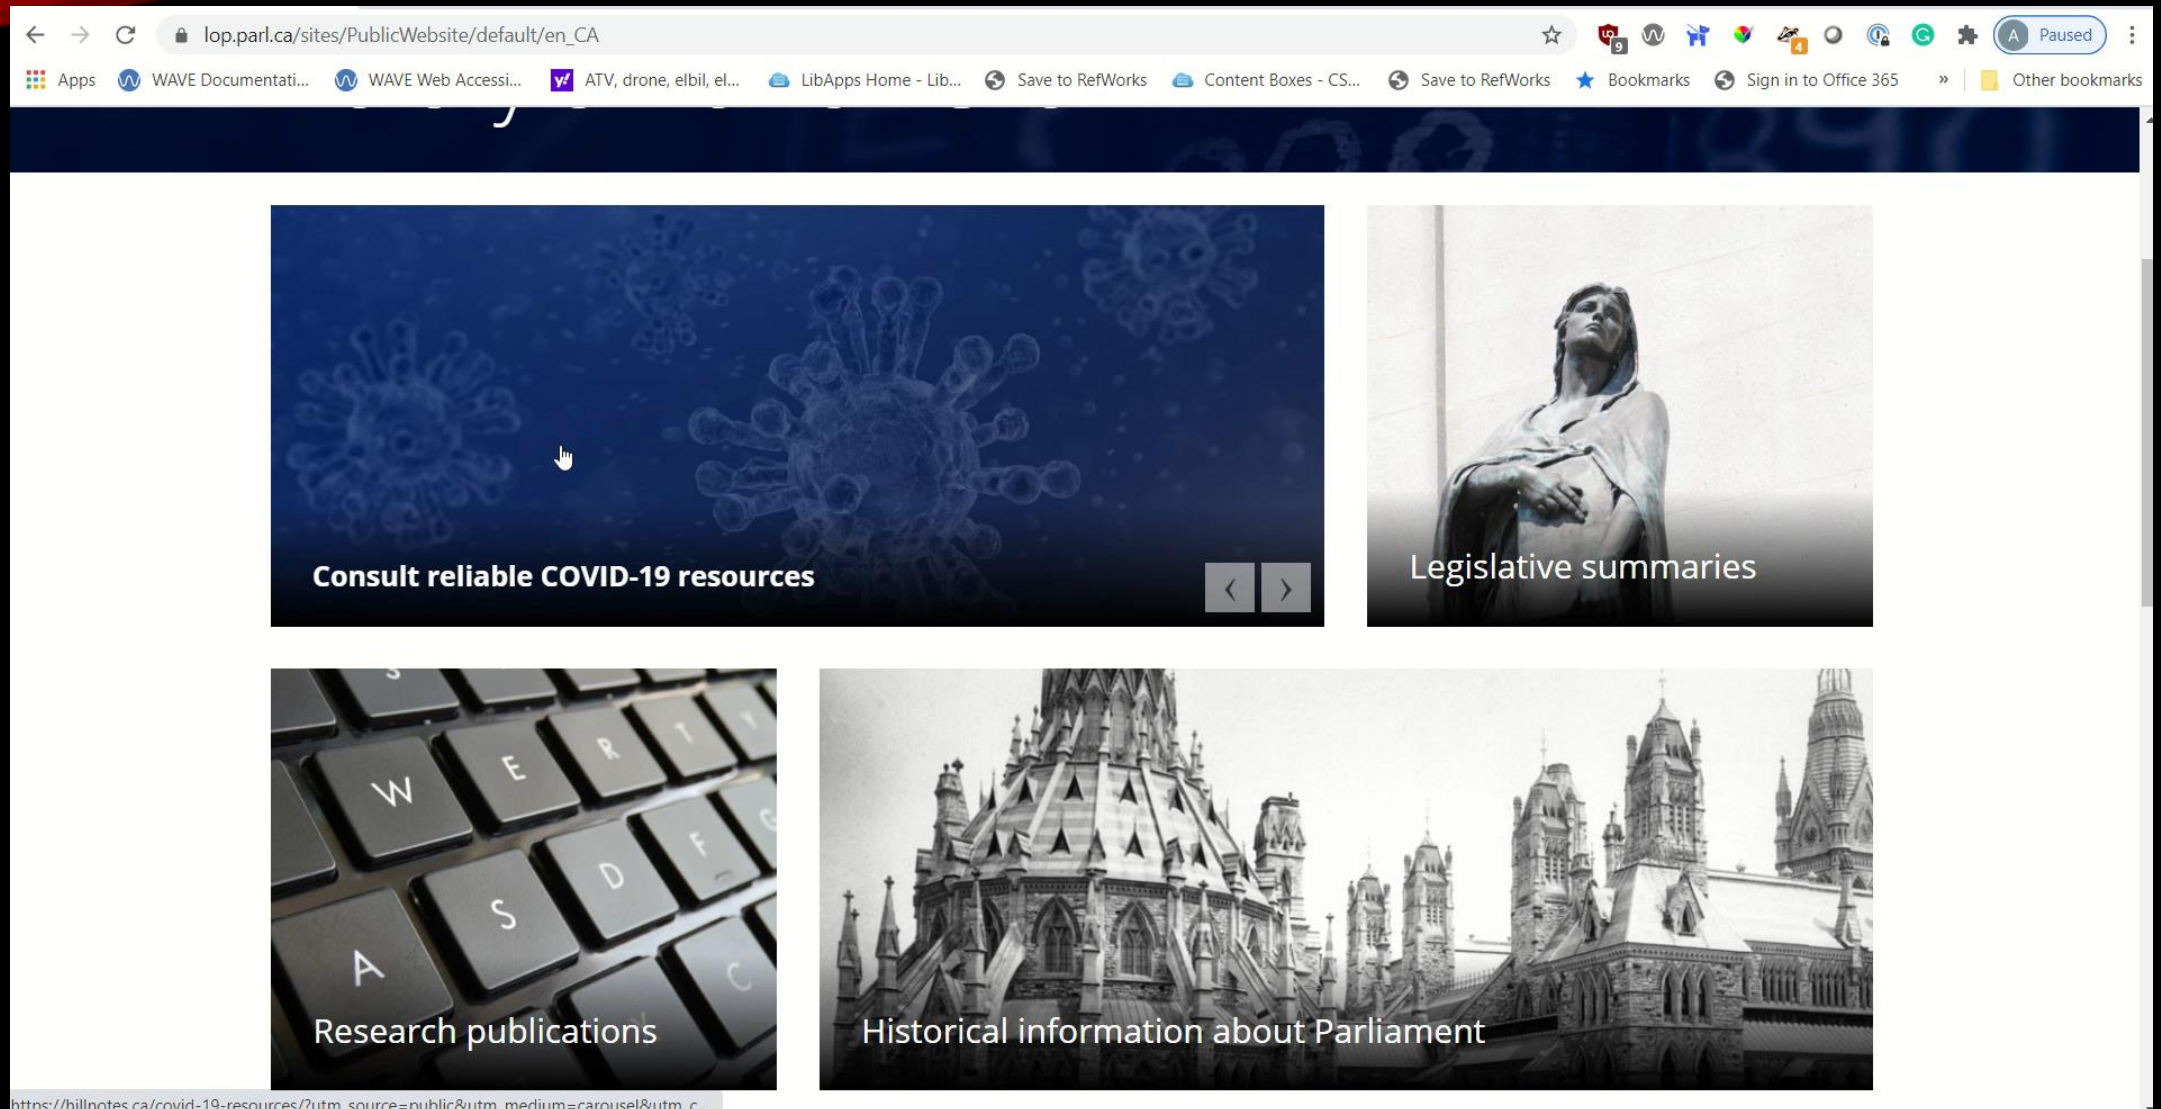 lop.parl.ca/sites/PublicWebsite/default/en_CA
9
4
A Paused
Apps WAVE Documentati... WAVE Web Accessi... ATV, drone, elbil, el... LibApps Home - Lib... Save to RefWorks Content Boxes - CS... Save to RefWorks Bookmarks Sign in to Office 365 » Other bookmarks
890
Consult reliable COVID-19 resources
Legislative summaries
W E R T Y
A S D F G
C
Research publications
Historical information about Parliament
https://hillnotes.ca/covid-19-resources/?utm_source=public&utm_medium=carousel&utm_c...